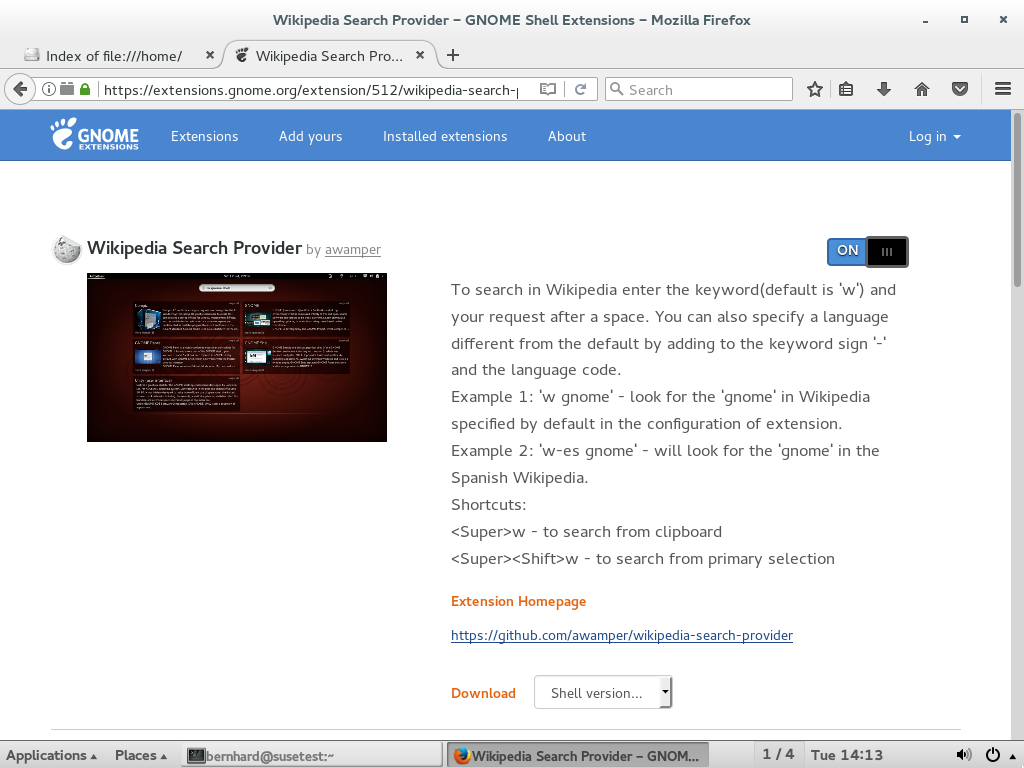 Wikipedia Search Provider – GNOME Shell Extensions – Mozilla Firefox
Index of file:///home/
Wikipedia Search Pro...
https://extensions.gnome.org/extension/512/wikipedia-search-p
Search
GNOME EXTENSIONS
Extensions
Add yours
Installed extensions
About
Log in
Wikipedia Search Provider by awamper
ON
To search in Wikipedia enter the keyword(default is 'w') and
your request after a space. You can also specify a language
different from the default by adding to the keyword sign '-'
and the language code.
Example 1: 'w gnome' - look for the 'gnome' in Wikipedia
specified by default in the configuration of extension.
Example 2: 'w-es gnome' - will look for the 'gnome' in the
Spanish Wikipedia.
Shortcuts:
<Super>w - to search from clipboard
<Super><Shift>w - to search from primary selection
Extension Homepage
https://github.com/awamper/wikipedia-search-provider
Download
Shell version...
Applications
Places
bernhard@susetest:~
Wikipedia Search Provider – GNOM...
1 / 4
Tue 14:13